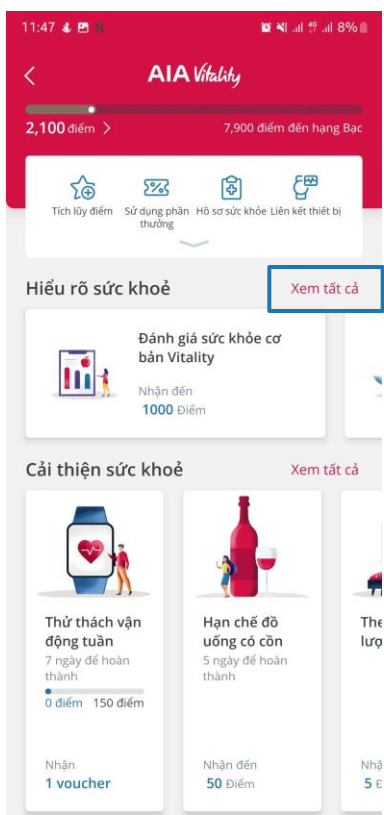 11:47 8%
AIA Vitality
2,100 điểm > 7,900 điểm đến hạng Bạc
Tích lũy điểm Sử dụng phần thưởng Hồ sơ sức khỏe Liên kết thiết bị
Hiểu rõ sức khoẻ Xem tất cả
Đánh giá sức khỏe cơ
bản Vitality
Nhận đến
1000 Điểm
Cải thiện sức khoẻ Xem tất cả
Thử thách vận
động tuần
7 ngày để hoàn
thành
0 điểm 150 điểm
Nhận
1 voucher
Hạn chế đồ
uống có cồn
5 ngày để hoàn
thành
Nhận đến
50 Điểm
The
lượ
Nhậ
5